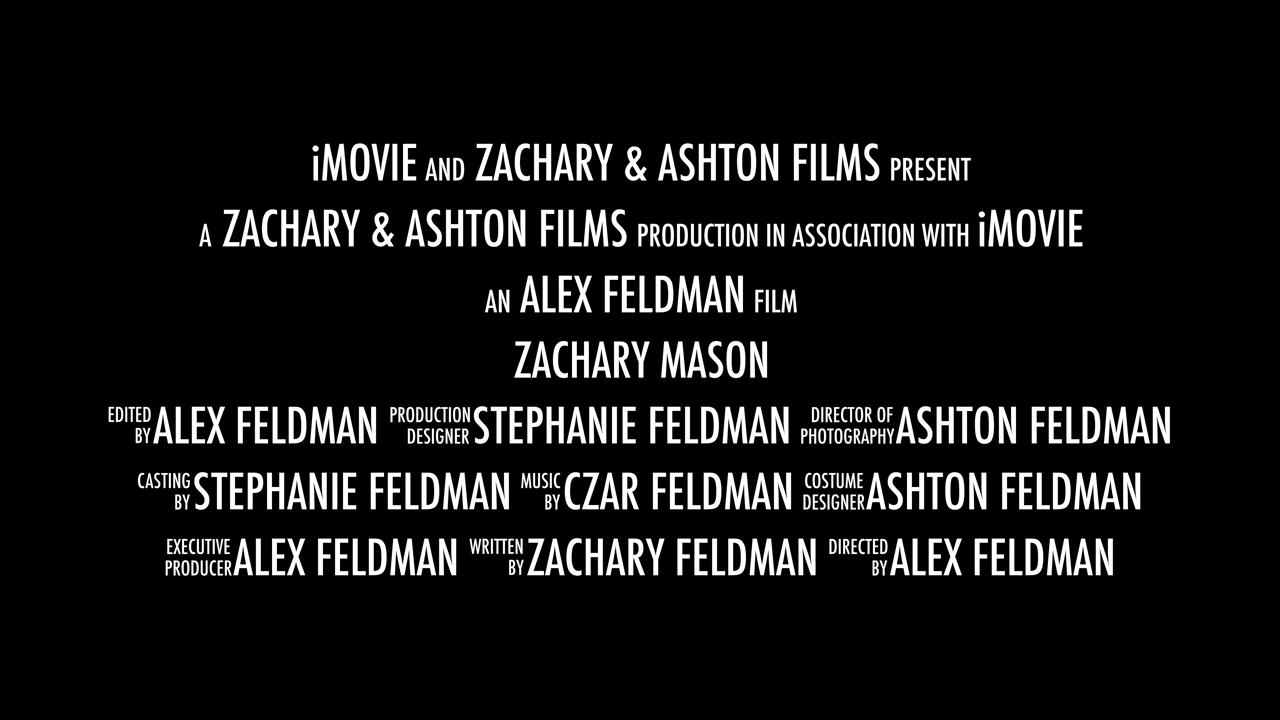 iMOVIE AND ZACHARY & ASHTON FILMS PRESENT
A ZACHARY & ASHTON FILMS PRODUCTION IN ASSOCIATION WITH iMOVIE
AN ALEX FELDMAN FILM
ZACHARY MASON
EDITED BY ALEX FELDMAN PRODUCTION DESIGNER STEPHANIE FELDMAN DIRECTOR OF PHOTOGRAPHY ASHTON FELDMAN
CASTING BY STEPHANIE FELDMAN MUSIC BY CZAR FELDMAN COSTUME DESIGNER ASHTON FELDMAN
EXECUTIVE PRODUCER ALEX FELDMAN WRITTEN BY ZACHARY FELDMAN DIRECTED BY ALEX FELDMAN